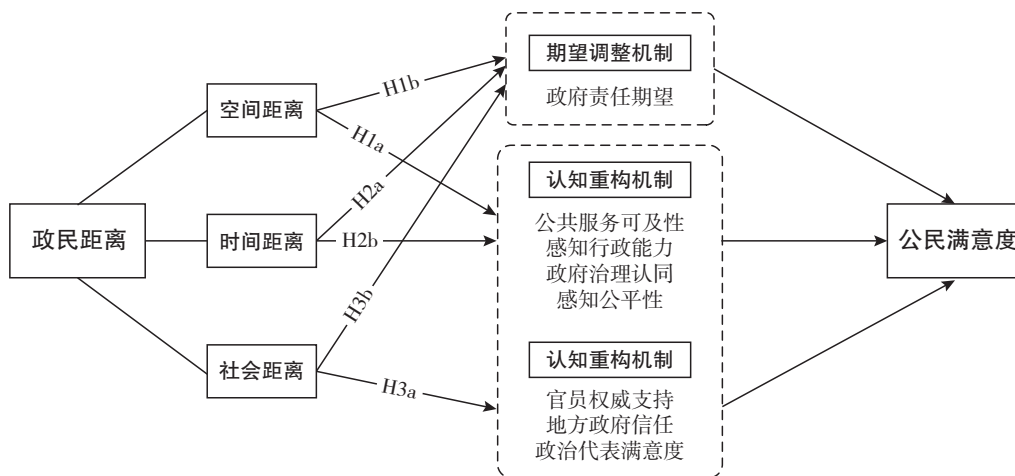 政民距离
空间距离
时间距离
社会距离
H1b
H1a
H2a
H2b
H3b
H3a
期望调整机制
政府责任期望
认知重构机制
公共服务可及性
感知行政能力
政府治理认同
感知公平性
认知重构机制
官员权威支持
地方政府信任
政治代表满意度
公民满意度